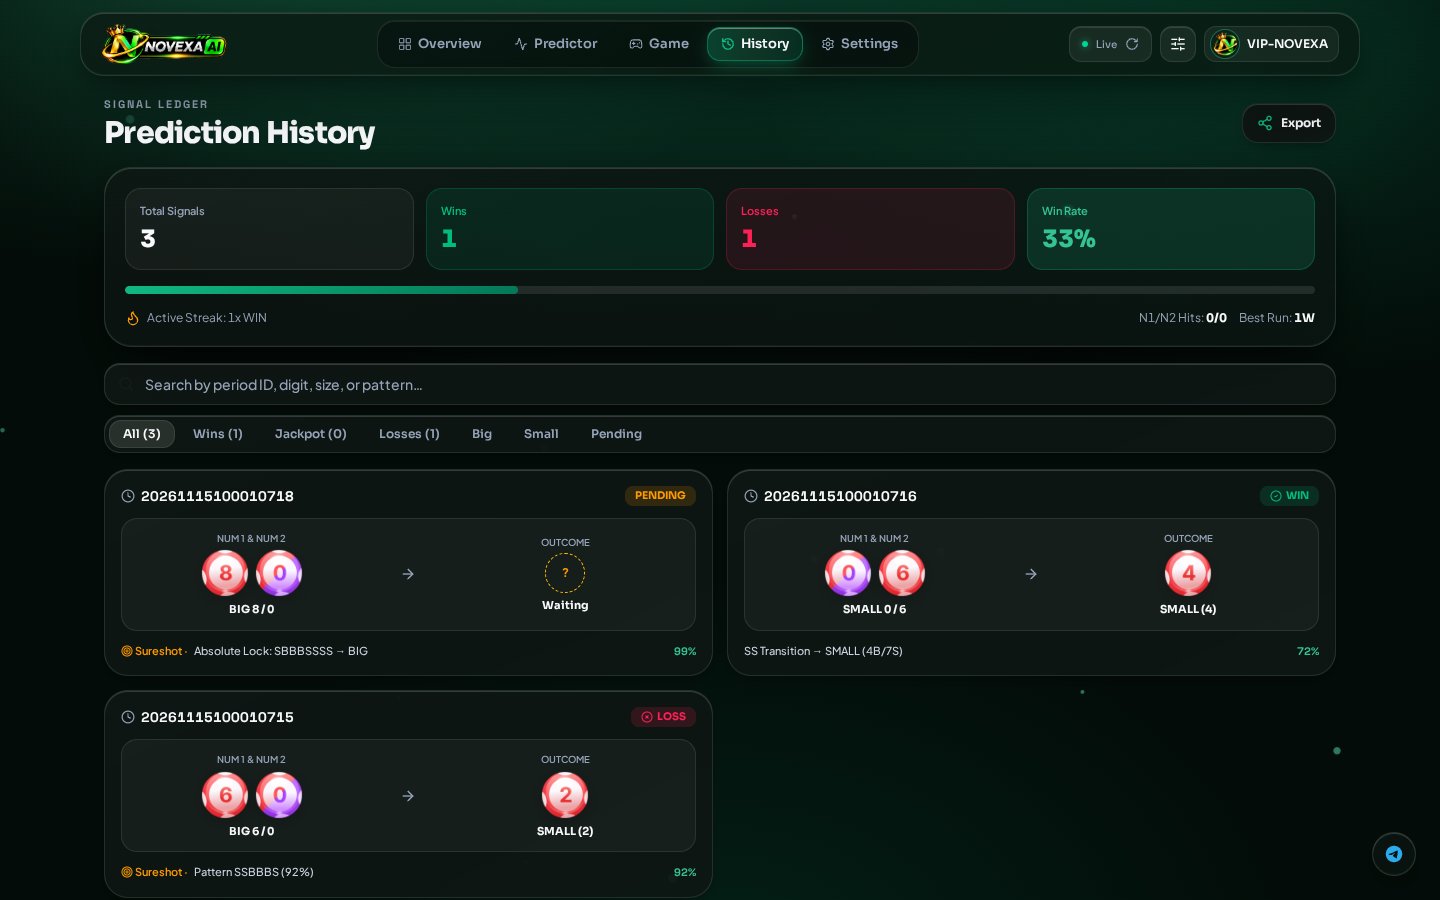 NOVEXA AI
Overview
Predictor
Game
History
Settings
Live
VIP-NOVEXA
SIGNAL LEDGER
Prediction History
Export
Total Signals
3
Wins
1
Losses
1
Win Rate
33%
Active Streak: 1x WIN
N1/N2 Hits: 0/0 Best Run: 1W
Search by period ID, digit, size, or pattern...
All (3)
Wins (1)
Jackpot (0)
Losses (1)
Big
Small
Pending
20261115100010718
PENDING
NUM 1 & NUM 2
8 0
BIG 8 / 0
→
OUTCOME
?
Waiting
Sureshot · Absolute Lock: SBBBSSSS → BIG
99%
20261115100010716
WIN
NUM 1 & NUM 2
0 6
SMALL 0 / 6
→
OUTCOME
4
SMALL (4)
SS Transition → SMALL (4B/7S)
72%
20261115100010715
LOSS
NUM 1 & NUM 2
6 0
BIG 6 / 0
→
OUTCOME
2
SMALL (2)
Sureshot · Pattern SSBBBS (92%)
92%